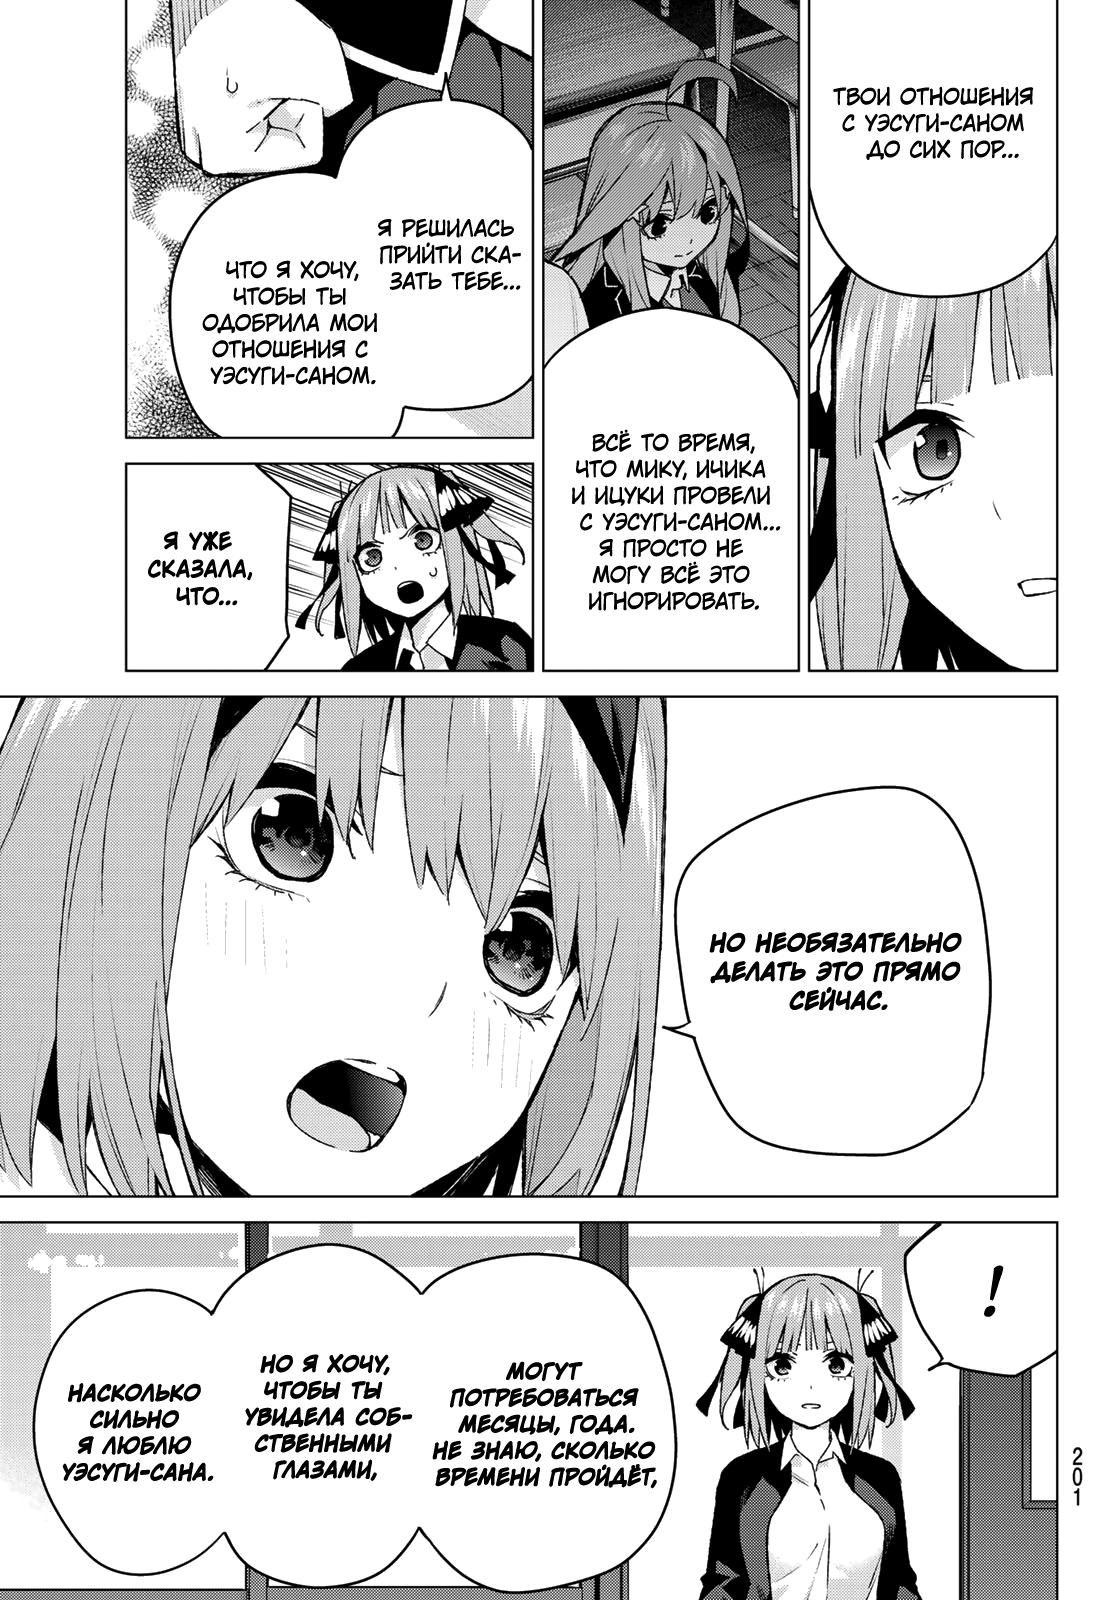 ТВОИ ОТНОШЕНИЯ
С УЭСУГИ-САНОМ
ДО СИХ ПОР...
ВСЁ ТО ВРЕМЯ,
ЧТО МИКУ, ИЧИКА
И ИЦУКИ ПРОВЕЛИ
С УЭСУГИ-САНОМ...
Я ПРОСТО НЕ
МОГУ ВСЁ ЭТО
ИГНОРИРОВАТЬ.
Я РЕШИЛАСЬ
ПРИЙТИ СКА-
ЗАТЬ ТЕБЕ...
ЧТО Я ХОЧУ,
ЧТОБЫ ТЫ
ОДОБРИЛА МОИ
ОТНОШЕНИЯ С
УЭСУГИ-САНОМ.
Я УЖЕ
СКАЗАЛА,
ЧТО...
НО НЕОБЯЗАТЕЛЬНО
ДЕЛАТЬ ЭТО ПРЯМО
СЕЙЧАС.
!
МОГУТ
ПОТРЕБОВАТЬСЯ
МЕСЯЦЫ, ГОДА.
НЕ ЗНАЮ, СКОЛЬКО
ВРЕМЕНИ ПРОЙДЁТ,
НО Я ХОЧУ,
ЧТОБЫ ТЫ
УВИДЕЛА СОБ-
СТВЕННЫМИ
ГЛАЗАМИ,
НАСКОЛЬКО
СИЛЬНО
Я ЛЮБЛЮ
УЭСУГИ-САНА.
201